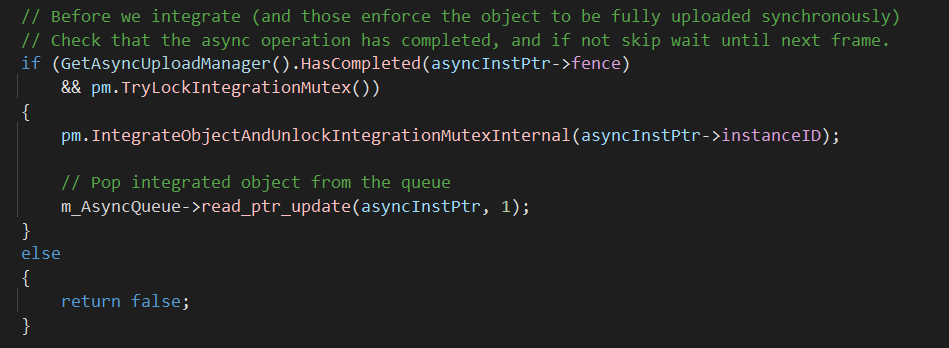 // Before we integrate (and those enforce the object to be fully uploaded synchronously)
// Check that the async operation has completed, and if not skip wait until next frame.
if (GetAsyncUploadManager().HasCompleted(asyncInstPtr->fence)
    && pm.TryLockIntegrationMutex())
{
    pm.IntegrateObjectAndUnlockIntegrationMutexInternal(asyncInstPtr->instanceID);

    // Pop integrated object from the queue
    m_AsyncQueue->read_ptr_update(asyncInstPtr, 1);
}
else
{
    return false;
}